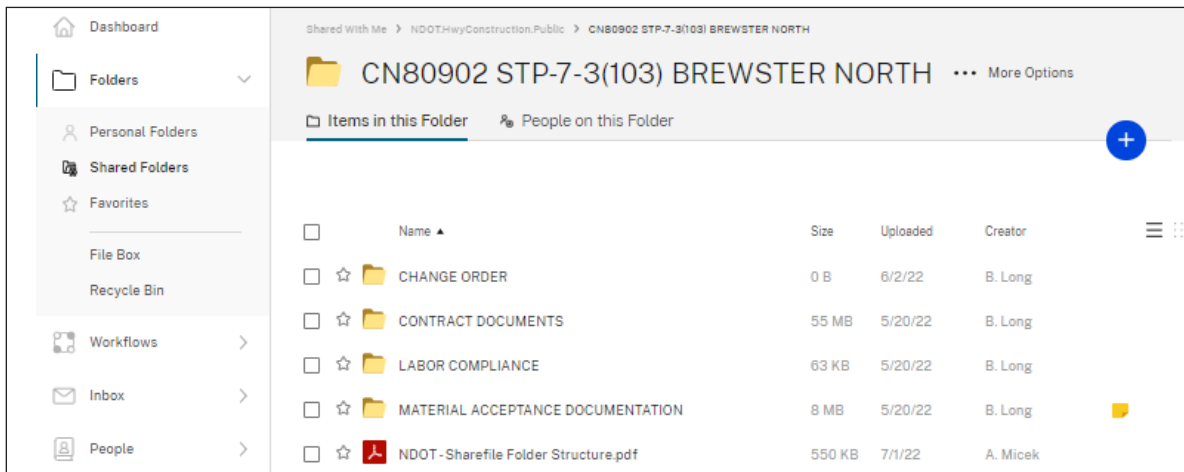 Dashboard
Folders
Personal Folders
Shared Folders
Favorites
File Box
Recycle Bin
Workflows
Inbox
People
Shared With Me > NDOT.HwyConstruction.Public > CN80902 STP-7-3(103) BREWSTER NORTH
CN80902 STP-7-3(103) BREWSTER NORTH ••• More Options
Items in this Folder People on this Folder
+
Name ▲ Size Uploaded Creator
CHANGE ORDER 0 B 6/2/22 B. Long
CONTRACT DOCUMENTS 55 MB 5/20/22 B. Long
LABOR COMPLIANCE 63 KB 5/20/22 B. Long
MATERIAL ACCEPTANCE DOCUMENTATION 8 MB 5/20/22 B. Long
NDOT - Sharefile Folder Structure.pdf 550 KB 7/1/22 A. Micek